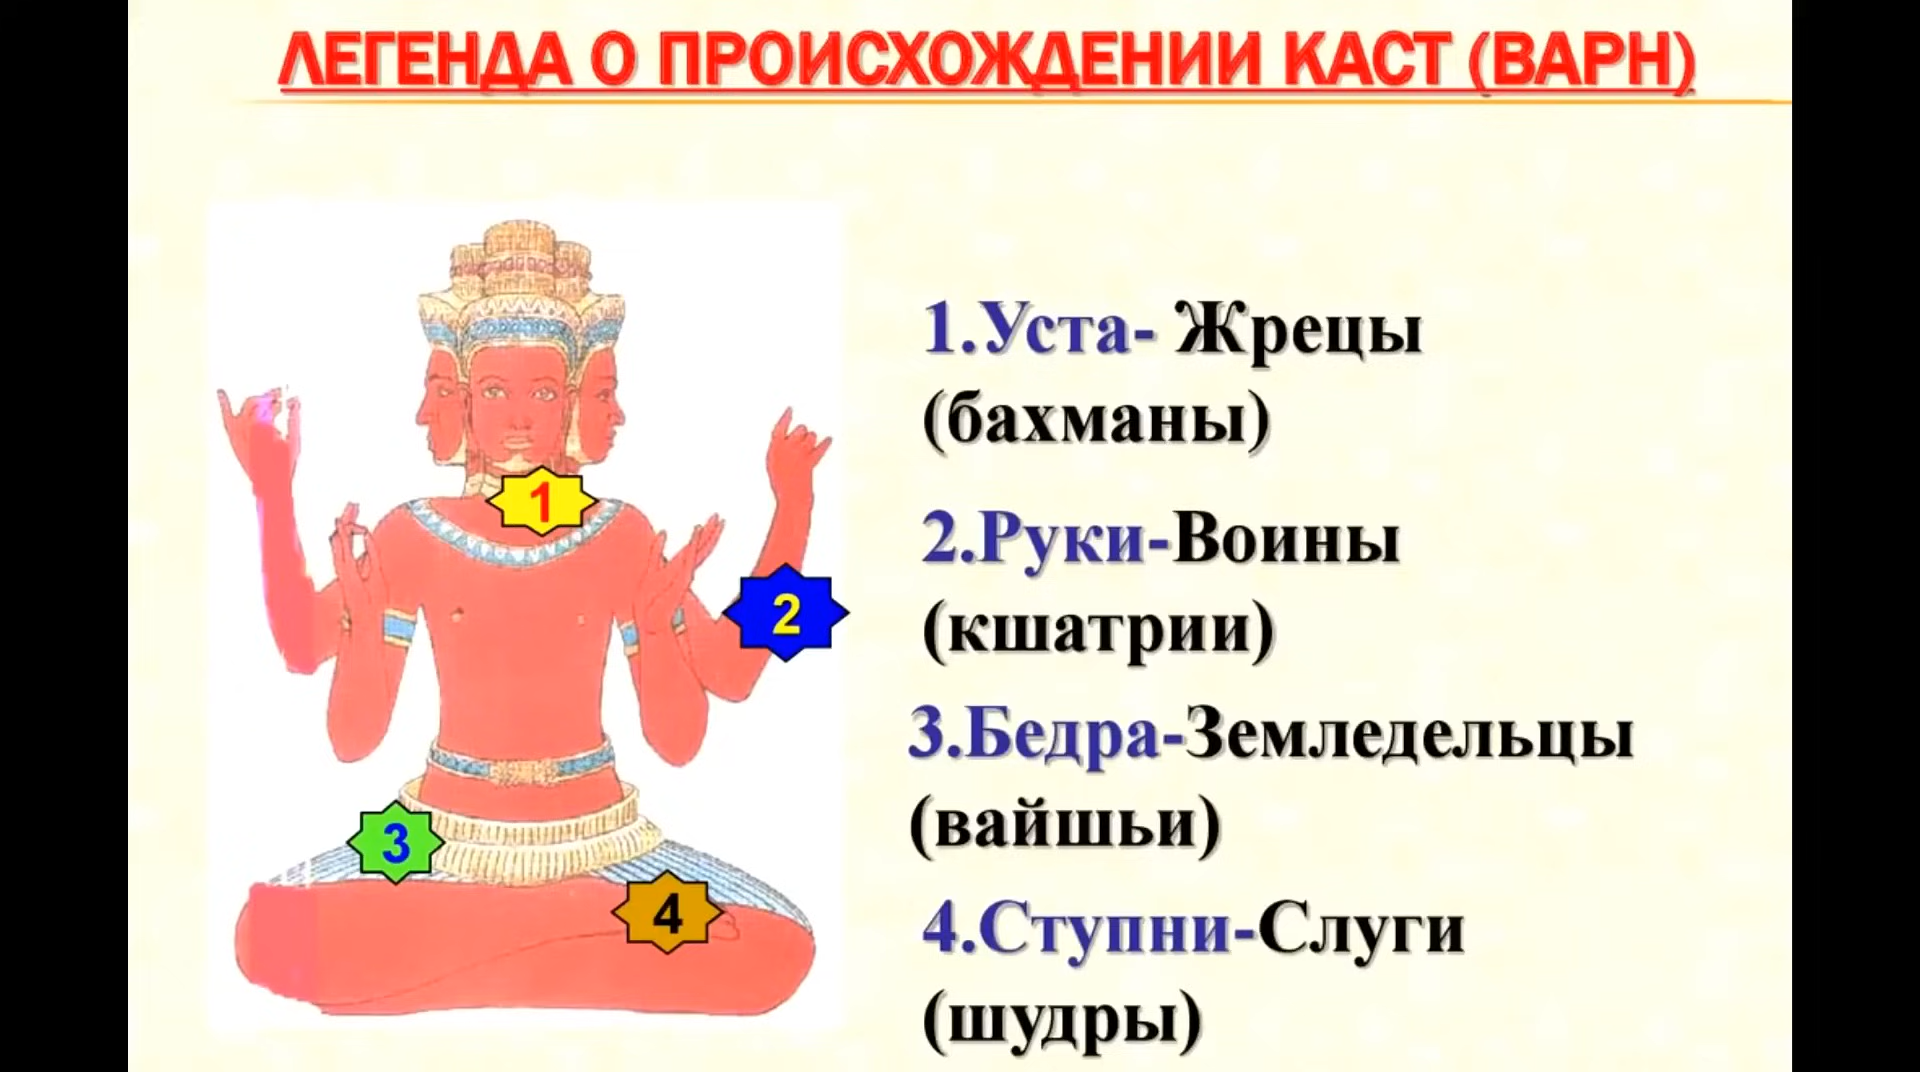 ЛЕГЕНДА О ПРОИСХОЖДЕНИИ КАСТ (ВАРН)
1.Уста- Жрецы
(бахманы)
2.Руки-Воины
(кшатрии)
3.Бедра-Земледельцы
(вайшьи)
4.Ступни-Слуги
(шудры)
1
2
3
4